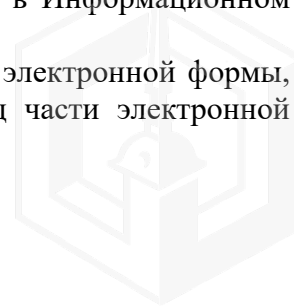 в Информационном
электронной формы,
ц части электронной